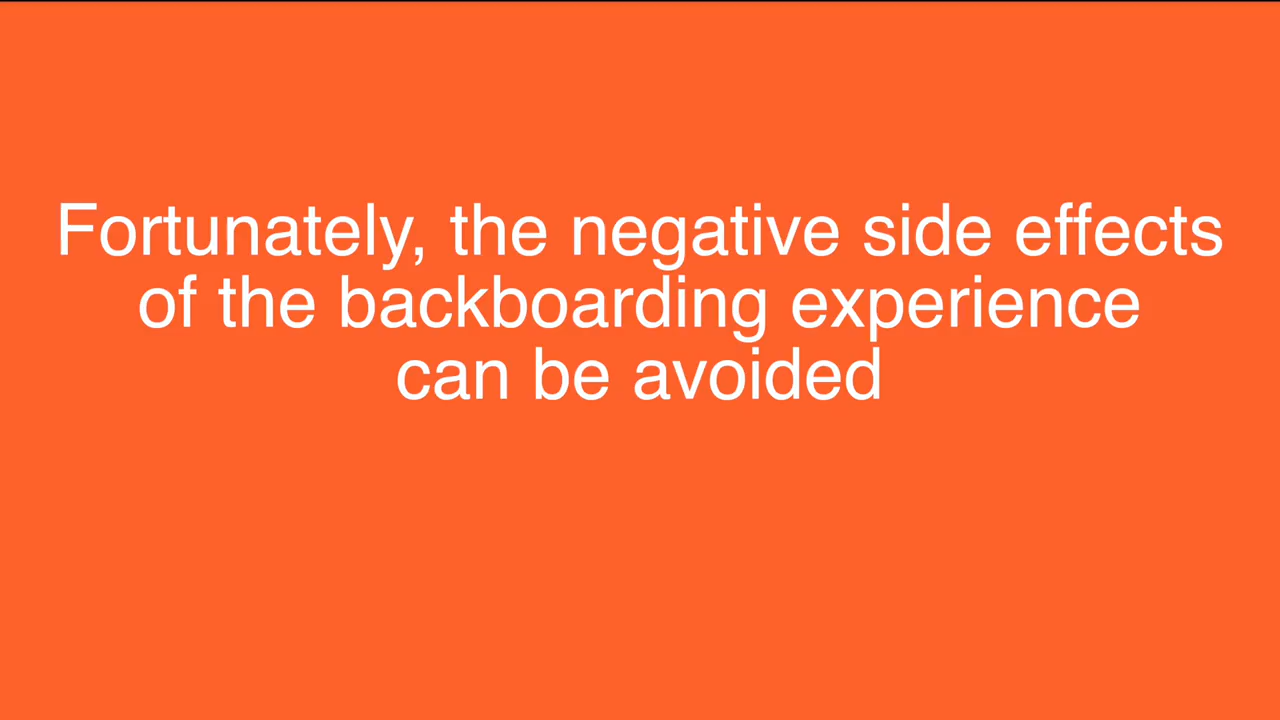 Fortunately, the negative side effects
of the backboarding experience
can be avoided